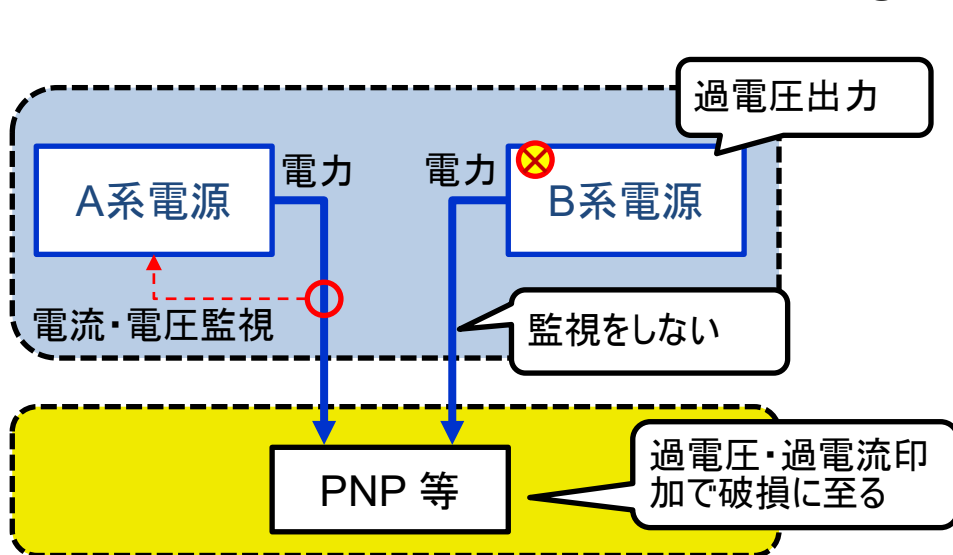 過電圧出力
A系電源
電力
電力
B系電源
電流・電圧監視
監視をしない
PNP 等
過電圧・過電流印
加で破損に至る